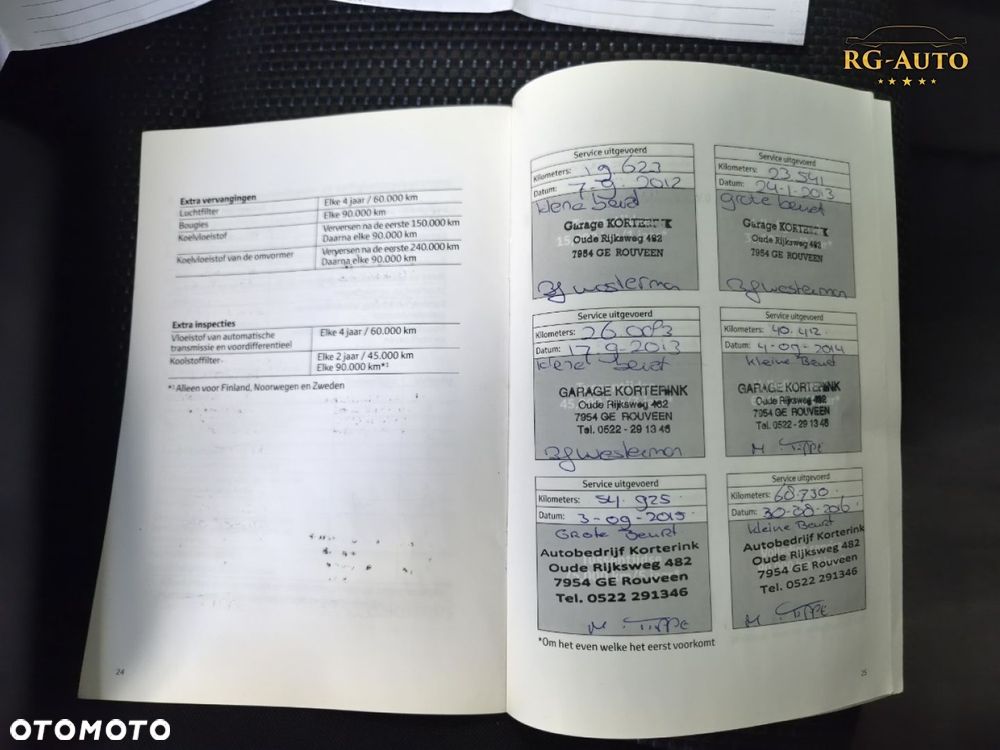 RG-AUTO
Extra vervangingen
Luchtfilter
Elke 4 jaar / 60.000 km
Bougies
Elke 90.000 km
Koelvloeistof
Verversen na de eerste 150.000 km
Daarna elke 90.000 km
Koelvloeistof van de omvormer
Verversen na de eerste 240.000 km
Daarna elke 90.000 km
Extra inspecties
Vloeistof van automatische
transmissie en voordifferentieel
Elke 4 jaar / 60.000 km
Koolstoffilter
Elke 2 jaar / 45.000 km
Elke 90.000 km*¹
*¹ Alleen voor Finland, Noorwegen en Zweden
24
Service uitgevoerd
Kilometers: 19.623
Datum: 7-9-2012
klene beurt
Garage KORTERINK
Oude Rijksweg 482
7954 GE ROUVEEN
Westerman
Service uitgevoerd
Kilometers: 23.541
Datum: 24-1-2013
grote beurt
Garage KORTERINK
Oude Rijksweg 482
7954 GE ROUVEEN
Westerman
Service uitgevoerd
Kilometers: 26.003
Datum: 17-9-2013
klene beurt
GARAGE KORTERINK
Oude Rijksweg 482
7954 GE ROUVEEN
Tel. 0522 - 29 13 46
Westerman
Service uitgevoerd
Kilometers: 40.412
Datum: 4-09-2014
kleine Beurt
GARAGE KORTERINK
Oude Rijksweg 482
7954 GE ROUVEEN
Tel. 0522 - 29 13 46
M. Tippe
Service uitgevoerd
Kilometers: 54.925
Datum: 3-09-2015
GROTE BEURT
Autobedrijf Korterink
Oude Rijksweg 482
7954 GE Rouveen
Tel. 0522 291346
M. TIPPE
Service uitgevoerd
Kilometers: 68.730
Datum: 30-08-2016
kleine Beurt
Autobedrijf Korterink
Oude Rijksweg 482
7954 GE Rouveen
Tel. 0522 291346
M. TIPPE
*Om het even welke het eerst voorkomt
25
OTOMOTO